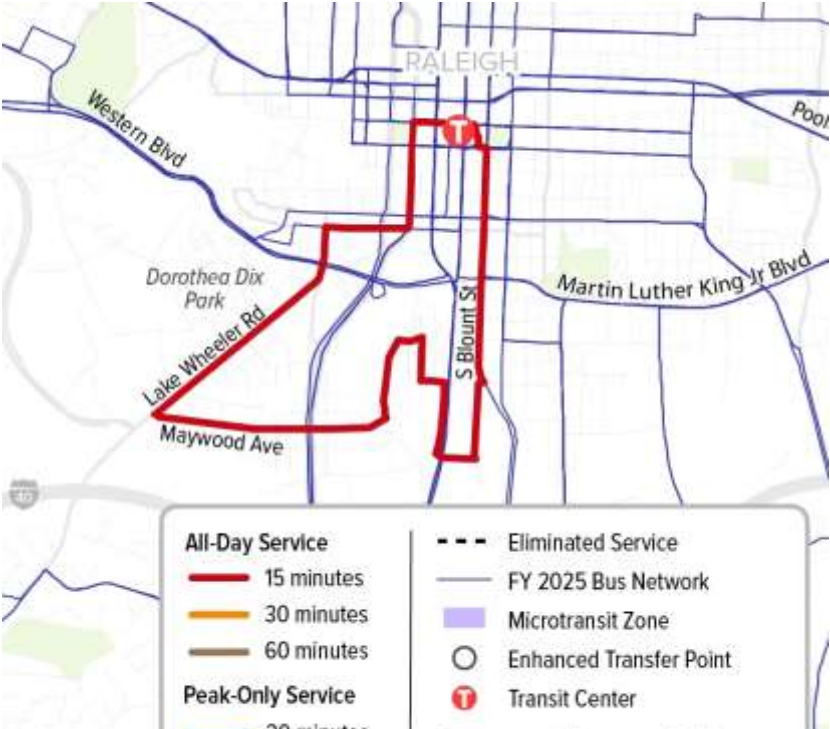 RALEIGH
T
Western Blvd
Dorothea Dix
Park
Martin Luther King Jr Blvd
Lake Wheeler Rd
S Blount St
Maywood Ave
40
All-Day Service
15 minutes
30 minutes
60 minutes
Peak-Only Service
Eliminated Service
FY 2025 Bus Network
Microtransit Zone
Enhanced Transfer Point
T
Transit Center